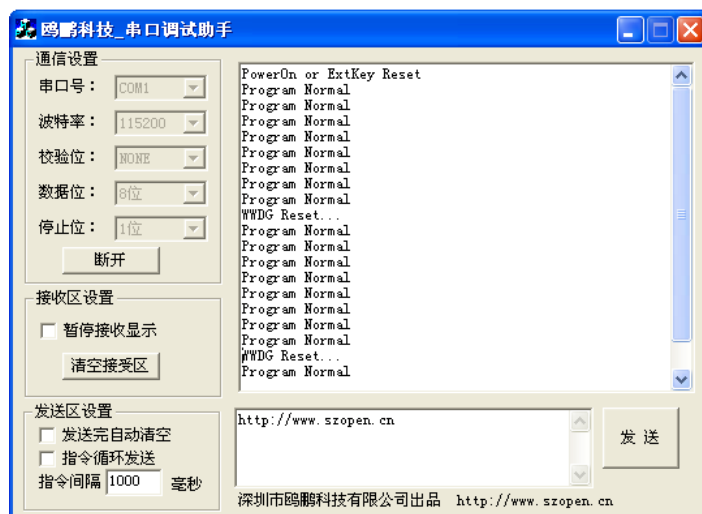 鸥鹏科技_串口调试助手
通信设置
串口号： COM1
波特率： 115200
校验位： NONE
数据位： 8位
停止位： 1位
断开
接收区设置
暂停接收显示
清空接受区
发送区设置
发送完自动清空
指令循环发送
指令间隔 1000 毫秒
PowerOn or ExtKey Reset
Program Normal
Program Normal
Program Normal
Program Normal
Program Normal
Program Normal
Program Normal
Program Normal
WWDG Reset...
Program Normal
Program Normal
Program Normal
Program Normal
Program Normal
Program Normal
Program Normal
Program Normal
WWDG Reset...
Program Normal
http://www.szopen.cn
发 送
深圳市鸥鹏科技有限公司出品 http://www.szopen.cn